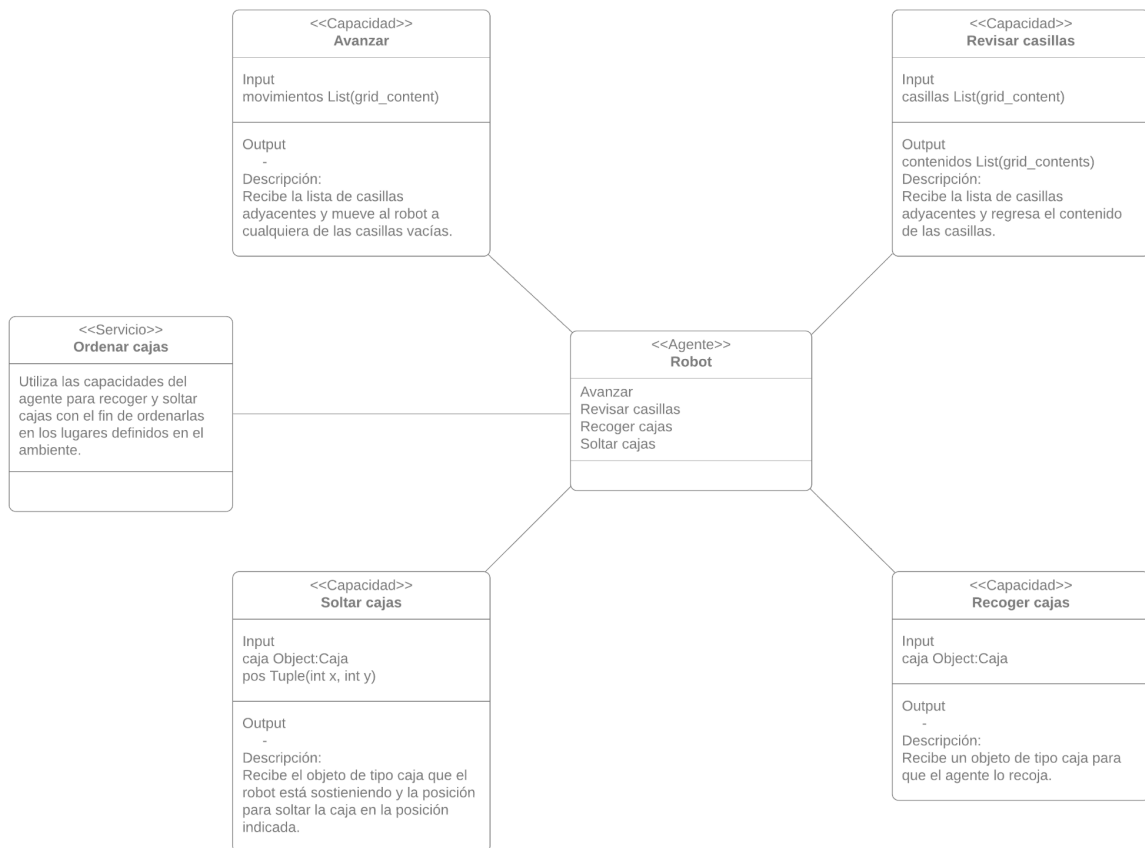 <<Capacidad>>
Avanzar
Input
movimientos List(grid_content)
Output
-
Descripción:
Recibe la lista de casillas
adyacentes y mueve al robot a
cualquiera de las casillas vacías.
<<Capacidad>>
Revisar casillas
Input
casillas List(grid_content)
Output
contenidos List(grid_contents)
Descripción:
Recibe la lista de casillas
adyacentes y regresa el contenido
de las casillas.
<<Servicio>>
Ordenar cajas
Utiliza las capacidades del
agente para recoger y soltar
cajas con el fin de ordenarlas
en los lugares definidos en el
ambiente.
<<Agente>>
Robot
Avanzar
Revisar casillas
Recoger cajas
Soltar cajas
<<Capacidad>>
Soltar cajas
Input
caja Object:Caja
pos Tuple(int x, int y)
Output
-
Descripción:
Recibe el objeto de tipo caja que el
robot está sostieniendo y la posición
para soltar la caja en la posición
indicada.
<<Capacidad>>
Recoger cajas
Input
caja Object:Caja
Output
-
Descripción:
Recibe un objeto de tipo caja para
que el agente lo recoja.